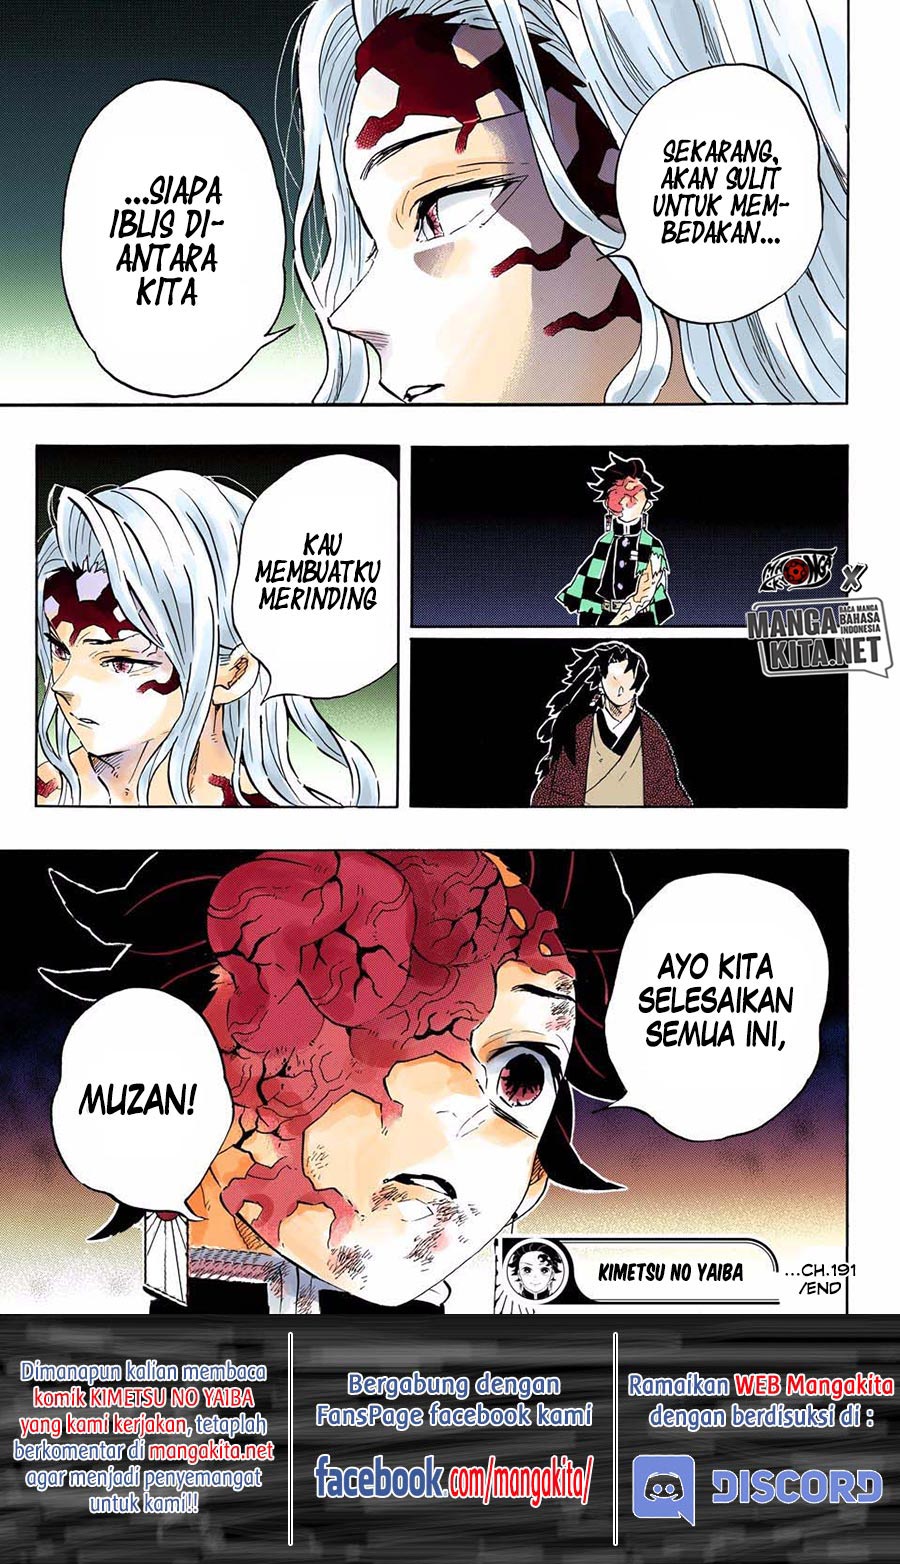 SEKARANG,
AKAN SULIT
UNTUK MEM-
BEDAKAN...
...SIAPA
IBLIS DI-
ANTARA
KITA
KAU
MEMBUATKU
MERINDING
X
MANGA
BACA MANGA
BAHASA
INDONESIA
KITA.NET
AYO KITA
SELESAIKAN
SEMUA INI,
MUZAN!
KIMETSU NO YAIBA
...CH.191
/END
Dimanapun kalian membaca
komik KIMETSU NO YAIBA
yang kami kerjakan, tetaplah
berkomentar di mangakita.net
agar menjadi penyemangat
untuk kami!!
Bergabung dengan
FansPage facebook kami
facebook.com/mangakita/
Ramaikan WEB Mangakita
dengan berdisuksi di :
DISCORD